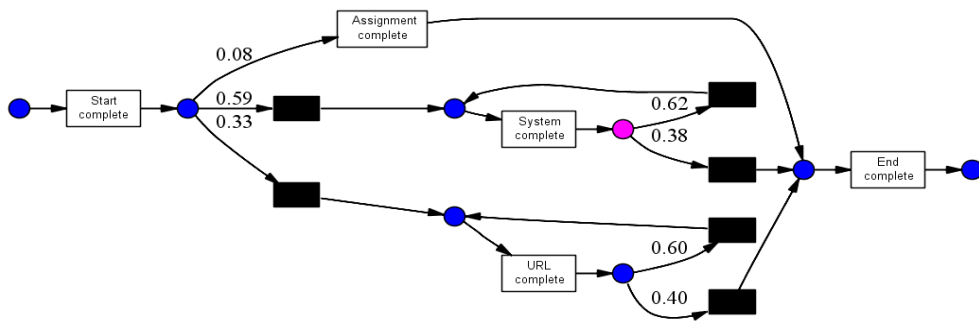 Assignment
complete
0.08
Start
complete
0.59
0.33
System
complete
0.62
0.38
End
complete
URL
complete
0.60
0.40